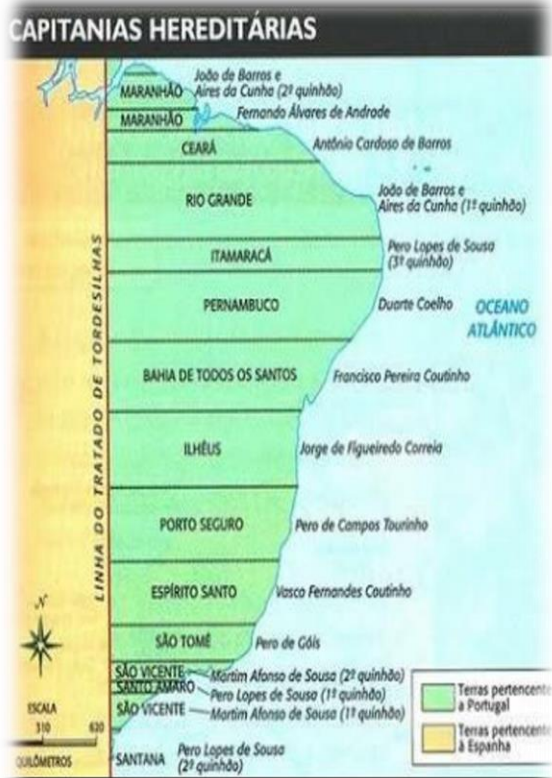 CAPITANIAS HEREDITÁRIAS
João de Barros e
Aires da Cunha (2º quinhão)
MARANHÃO
Fernando Álvares de Andrade
MARANHÃO
Antônio Cardoso de Barros
CEARÁ
João de Barros e
Aires da Cunha (1º quinhão)
RIO GRANDE
Pero Lopes de Sousa
(3º quinhão)
ITAMARACÁ
PERNAMBUCO
Duarte Coelho
OCEANO
ATLÂNTICO
BAHIA DE TODOS OS SANTOS
Francisco Pereira Coutinho
LINHA DO TRATADO DE TORDESILHAS
ILHÉUS
Jorge de Figueiredo Correia
PORTO SEGURO
Pero de Campos Tourinho
ESPÍRITO SANTO
Vasco Fernandes Coutinho
SÃO TOMÉ
Pero de Góis
SÃO VICENTE
Martim Afonso de Sousa (2º quinhão)
SANTO AMARO
Pero Lopes de Sousa (1º quinhão)
SÃO VICENTE
Martim Afonso de Sousa (1º quinhão)
SANTANA
Pero Lopes de Sousa
(2º quinhão)
N
ESCALA
310 620
QUILÔMETROS
Terras pertencente
a Portugal
Terras pertencente
à Espanha